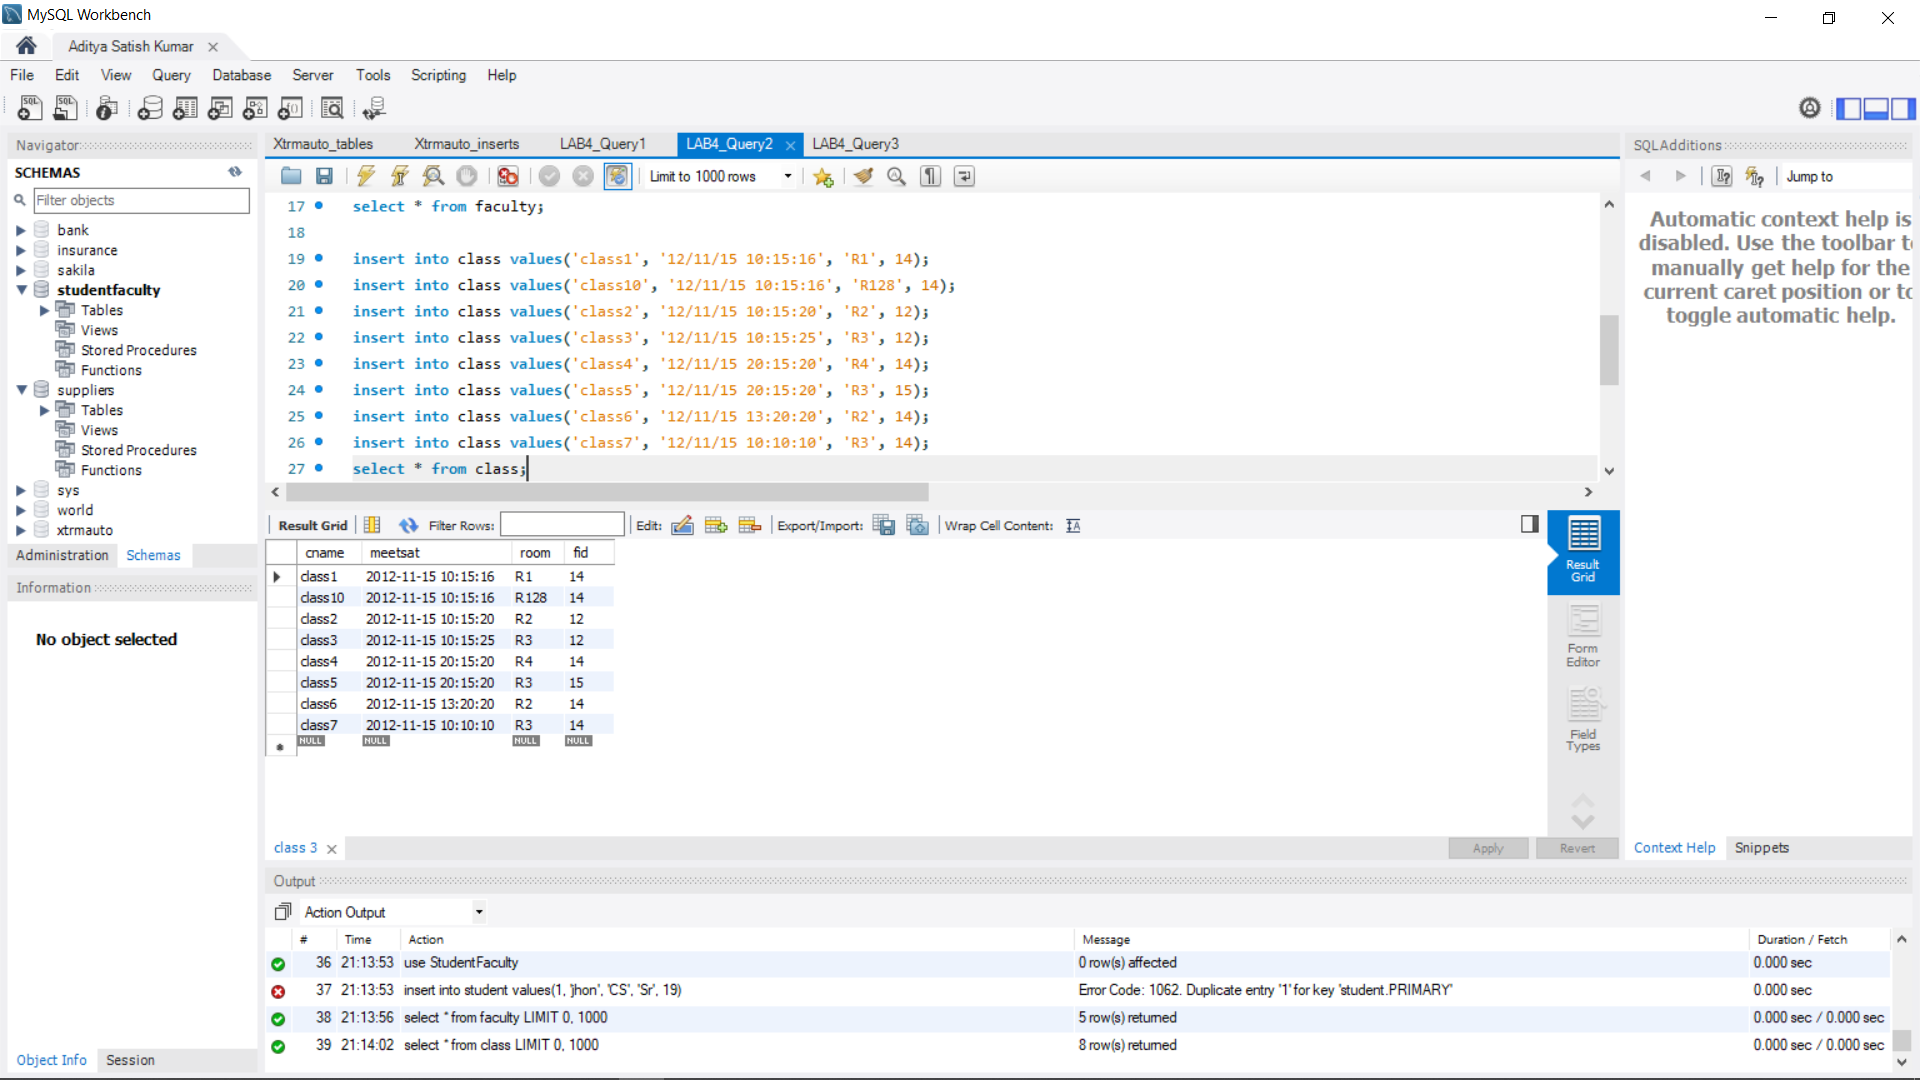 MySQL Workbench
Aditya Satish Kumar
File Edit View Query Database Server Tools Scripting Help
Navigator
SCHEMAS
Filter objects
bank
insurance
sakila
studentfaculty
Tables
Views
Stored Procedures
Functions
suppliers
Tables
Views
Stored Procedures
Functions
sys
world
xtrmauto
Administration Schemas
Information
No object selected
Object Info Session
Xtrmauto_tables Xtrmauto_inserts LAB4_Query1 LAB4_Query2 LAB4_Query3
Limit to 1000 rows
17 select * from faculty;
18
19 insert into class values('class1', '12/11/15 10:15:16', 'R1', 14);
20 insert into class values('class10', '12/11/15 10:15:16', 'R128', 14);
21 insert into class values('class2', '12/11/15 10:15:20', 'R2', 12);
22 insert into class values('class3', '12/11/15 10:15:25', 'R3', 12);
23 insert into class values('class4', '12/11/15 20:15:20', 'R4', 14);
24 insert into class values('class5', '12/11/15 20:15:20', 'R3', 15);
25 insert into class values('class6', '12/11/15 13:20:20', 'R2', 14);
26 insert into class values('class7', '12/11/15 10:10:10', 'R3', 14);
27 select * from class;
Result Grid Filter Rows: Edit: Export/Import: Wrap Cell Content:
cname meetsat room fid
class1 2012-11-15 10:15:16 R1 14
class10 2012-11-15 10:15:16 R128 14
class2 2012-11-15 10:15:20 R2 12
class3 2012-11-15 10:15:25 R3 12
class4 2012-11-15 20:15:20 R4 14
class5 2012-11-15 20:15:20 R3 15
class6 2012-11-15 13:20:20 R2 14
class7 2012-11-15 10:10:10 R3 14
NULL NULL NULL NULL
Result
Grid
Form
Editor
Field
Types
class 3
Apply Revert
SQLAdditions
Jump to
Automatic context help is
disabled. Use the toolbar to
manually get help for the
current caret position or to
toggle automatic help.
Context Help Snippets
Output
Action Output
# Time Action Message Duration / Fetch
36 21:13:53 use StudentFaculty 0 row(s) affected 0.000 sec
37 21:13:53 insert into student values(1, 'jhon', 'CS', 'Sr', 19) Error Code: 1062. Duplicate entry '1' for key 'student.PRIMARY' 0.000 sec
38 21:13:56 select * from faculty LIMIT 0, 1000 5 row(s) returned 0.000 sec / 0.000 sec
39 21:14:02 select * from class LIMIT 0, 1000 8 row(s) returned 0.000 sec / 0.000 sec